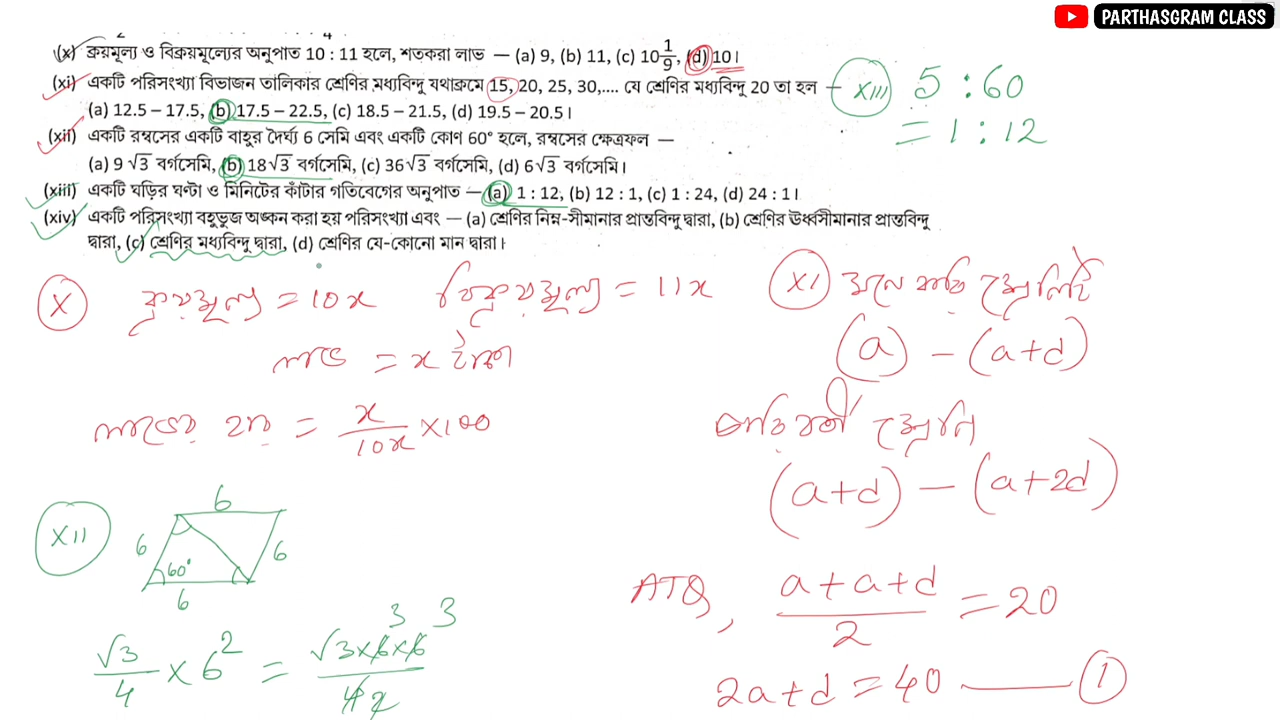 PARTHASGRAM CLASS
(x) ক্রয়মূল্য ও বিক্রয়মূল্যের অনুপাত 10 : 11 হলে, শতকরা লাভ — (a) 9, (b) 11, (c) 10 1/9, (d) 10।
(xi) একটি পরিসংখ্যা বিভাজন তালিকার শ্রেণির মধ্যবিন্দু যথাক্রমে 15, 20, 25, 30,.... যে শ্রেণির মধ্যবিন্দু 20 তা হল —
(a) 12.5 – 17.5, (b) 17.5 – 22.5, (c) 18.5 – 21.5, (d) 19.5 – 20.5।
(xii) একটি রম্বসের একটি বাহুর দৈর্ঘ্য 6 সেমি এবং একটি কোণ 60° হলে, রম্বসের ক্ষেত্রফল —
(a) 9 √3 বর্গসেমি, (b) 18√3 বর্গসেমি, (c) 36√3 বর্গসেমি, (d) 6√3 বর্গসেমি।
(xiii) একটি ঘড়ির ঘণ্টা ও মিনিটের কাঁটার গতিবেগের অনুপাত — (a) 1 : 12, (b) 12 : 1, (c) 1 : 24, (d) 24 : 1।
(xiv) একটি পরিসংখ্যা বহুভুজ অঙ্কন করা হয় পরিসংখ্যা এবং — (a) শ্রেণির নিম্ন-সীমানার প্রান্তবিন্দু দ্বারা, (b) শ্রেণির ঊর্ধ্বসীমানার প্রান্তবিন্দু
দ্বারা, (c) শ্রেণির মধ্যবিন্দু দ্বারা, (d) শ্রেণির যে-কোনো মান দ্বারা।
XIII 5 : 60
= 1 : 12
X ক্রয়মূল্য = 10x বিক্রয়মূল্য = 11x
লাভ = x টাকা
লাভের হার = x/10x × 100
XI মনে করি শ্রেণিটি
(a) – (a+d)
পরবর্তী শ্রেণি
(a+d) – (a+2d)
ATQ, (a+a+d)/2 = 20
2a+d = 40 —— 1
XII
6
6 6
60°
6
3 3
√3/4 × 6² = √3×6×6/4 2